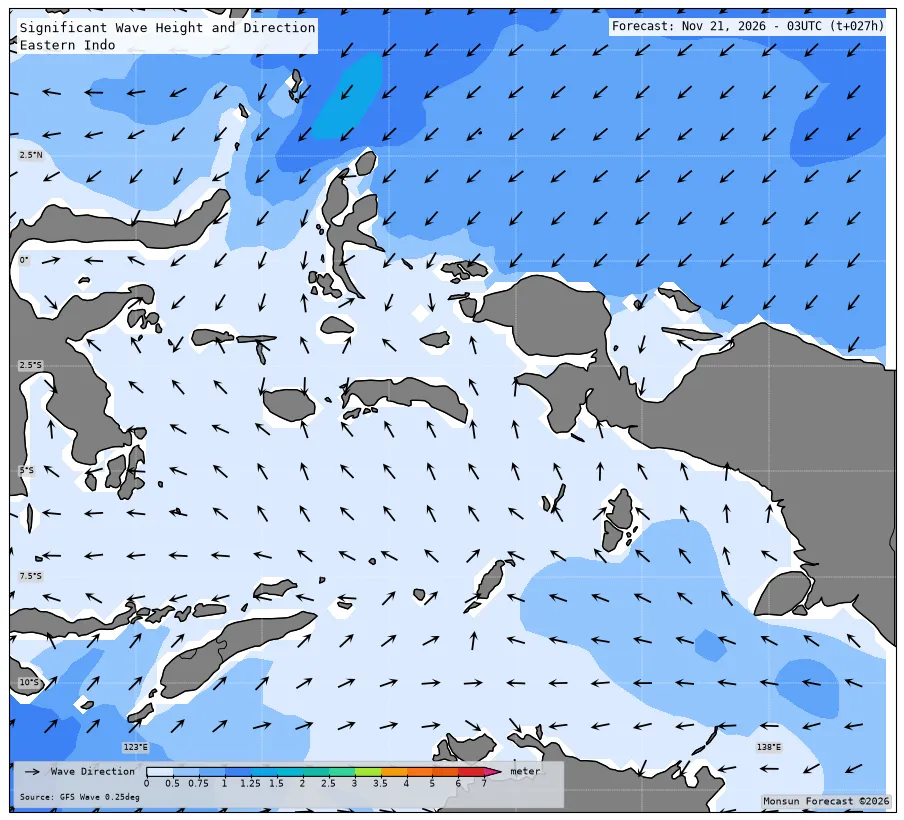 Significant Wave Height and Direction
Eastern Indo
Forecast: Nov 21, 2026 - 03UTC (t+027h)
2.5°N
0°
2.5°S
5°S
7.5°S
10°S
123°E
138°E
Wave Direction
meter
0 0.5 0.75 1 1.25 1.5 2 2.5 3 3.5 4 5 6 7
Source: GFS Wave 0.25deg
Monsun Forecast ©2026